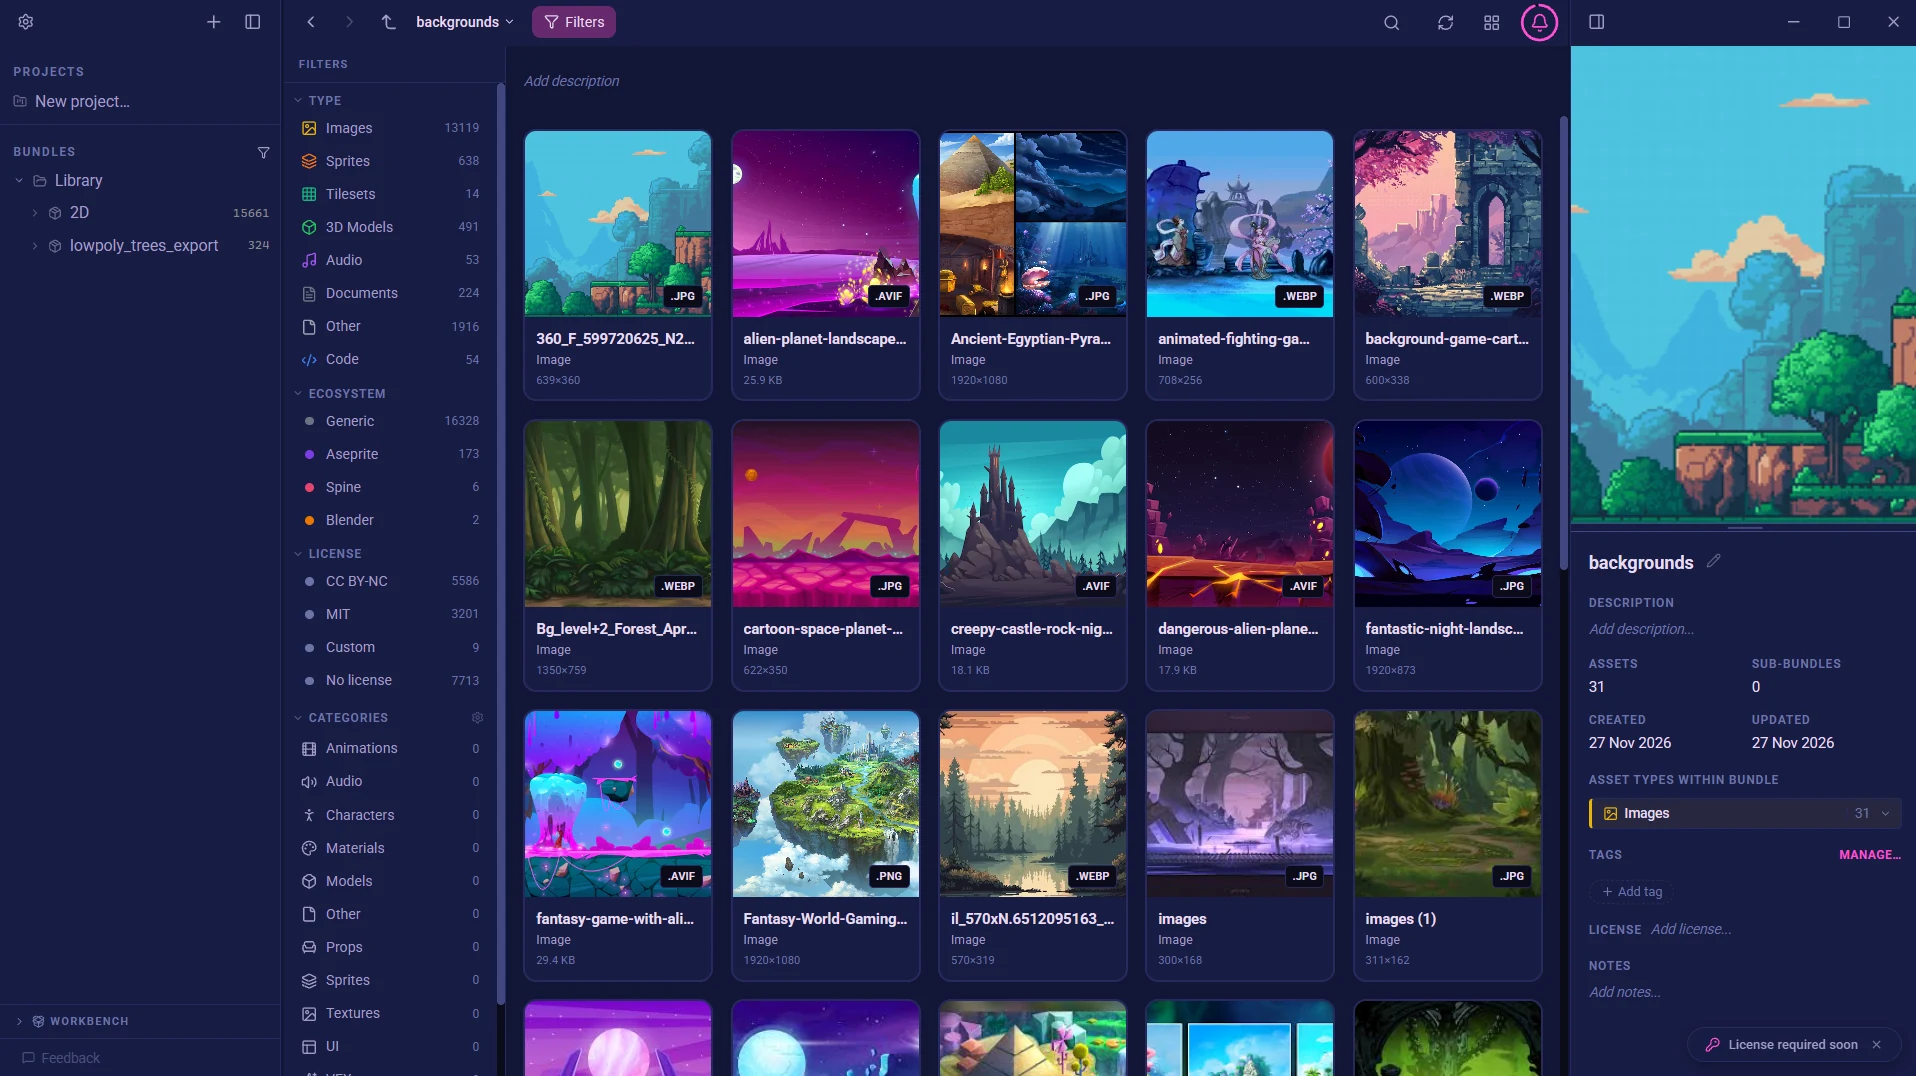 backgrounds
Filters
PROJECTS
New project...
BUNDLES
Library
2D 15661
lowpoly_trees_export 324
WORKBENCH
Feedback
FILTERS
TYPE
Images 13119
Sprites 638
Tilesets 14
3D Models 491
Audio 53
Documents 224
Other 1916
Code 54
ECOSYSTEM
Generic 16328
Aseprite 173
Spine 6
Blender 2
LICENSE
CC BY-NC 5586
MIT 3201
Custom 9
No license 7713
CATEGORIES
Animations 0
Audio 0
Characters 0
Materials 0
Models 0
Other 0
Props 0
Sprites 0
Textures 0
UI 0
Add description
.JPG
360_F_599720625_N2...
Image
639×360
.AVIF
alien-planet-landscape...
Image
25.9 KB
.JPG
Ancient-Egyptian-Pyra...
Image
1920×1080
.WEBP
animated-fighting-ga...
Image
708×256
.WEBP
background-game-cart...
Image
600×338
.WEBP
Bg_level+2_Forest_Apr...
Image
1350×759
.JPG
cartoon-space-planet-...
Image
622×350
.AVIF
creepy-castle-rock-nig...
Image
18.1 KB
.AVIF
dangerous-alien-plane...
Image
17.9 KB
.JPG
fantastic-night-landsc...
Image
1920×873
.AVIF
fantasy-game-with-ali...
Image
29.4 KB
.PNG
Fantasy-World-Gaming...
Image
1920×1080
.WEBP
il_570xN.6512095163_...
Image
570×319
.JPG
images
Image
300×168
.JPG
images (1)
Image
311×162
backgrounds
DESCRIPTION
Add description...
ASSETS SUB-BUNDLES
31 0
CREATED UPDATED
27 Nov 2026 27 Nov 2026
ASSET TYPES WITHIN BUNDLE
Images 31
TAGS MANAGE...
+ Add tag
LICENSE Add license...
NOTES
Add notes...
License required soon